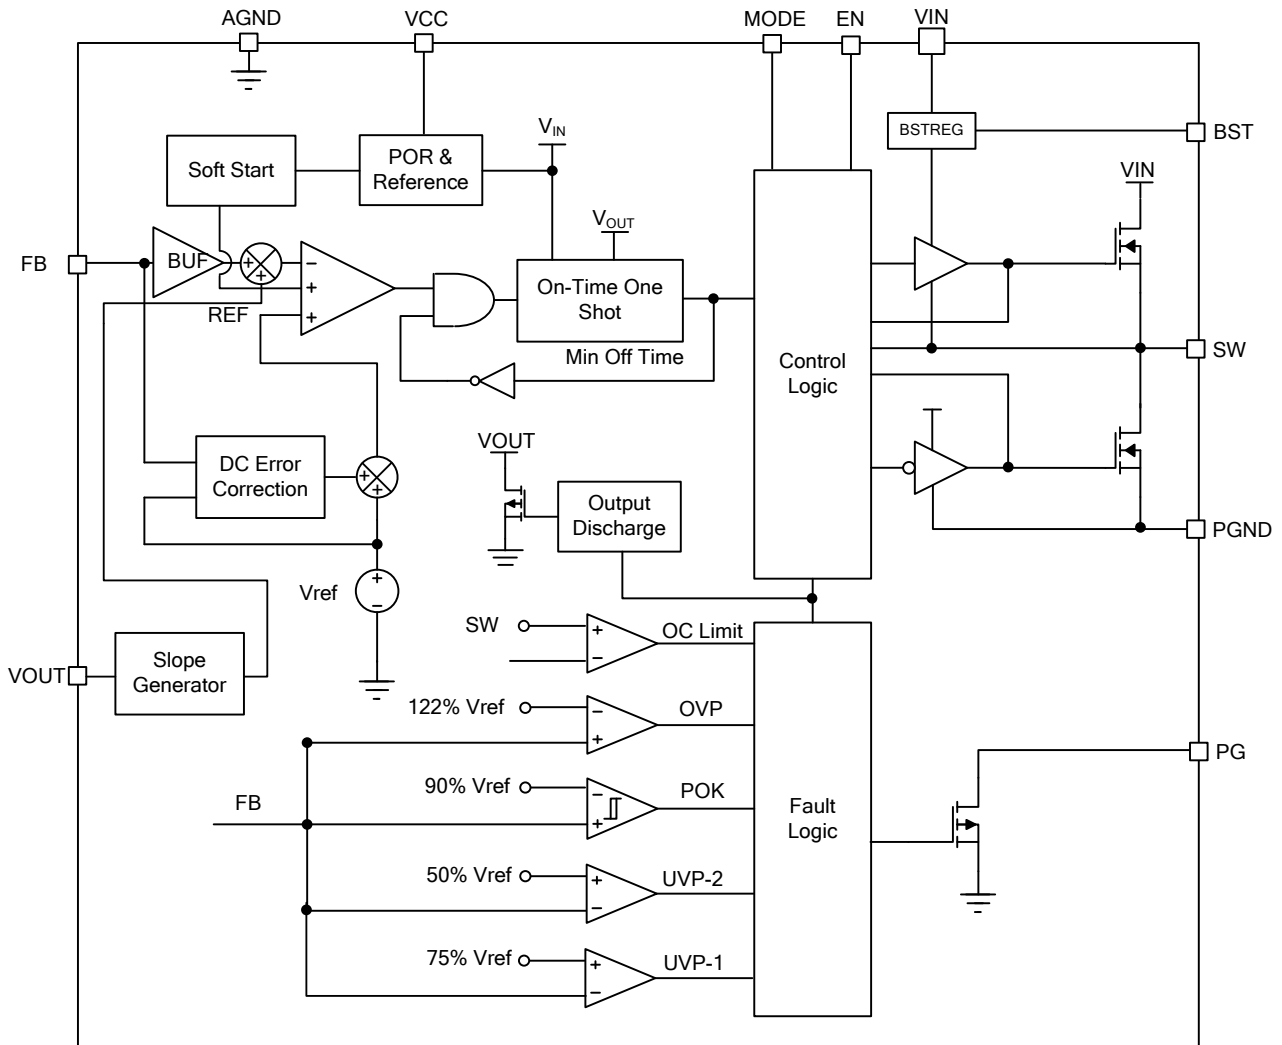 AGND
VCC
MODE
EN
VIN
BSTREG
BST
Soft Start
POR &
Reference
VIN
VIN
VOUT
FB
BUF
+
+
−
+
+
REF
On-Time One
Shot
Min Off Time
Control
Logic
SW
VOUT
DC Error
Correction
+
+
Output
Discharge
PGND
Vref
+
−
SW
+
−
OC Limit
VOUT
Slope
Generator
122% Vref
−
+
OVP
PG
90% Vref
−
+
POK
FB
Fault
Logic
50% Vref
+
−
UVP-2
75% Vref
+
−
UVP-1